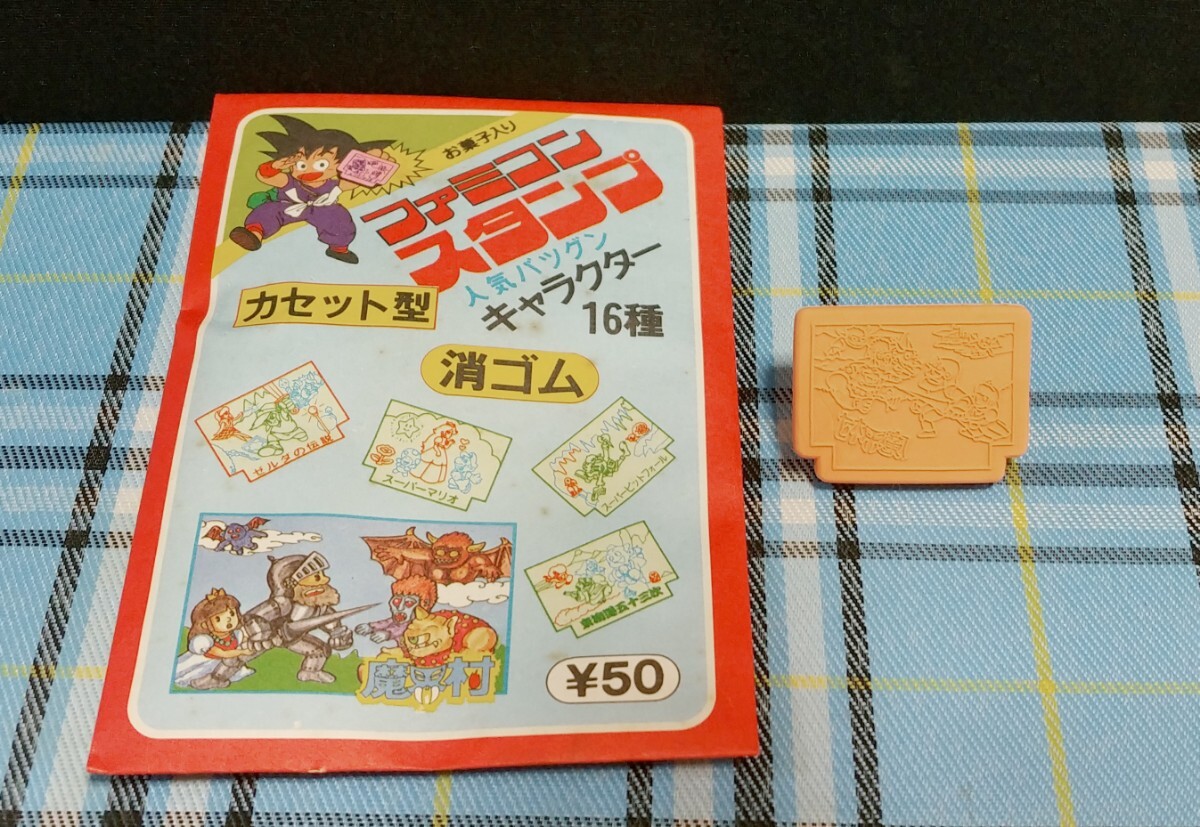 お菓子入り
ファミコン
スタンプ
人気バツグン
キャラクター
16種
カセット型
消ゴム
ゼルダの伝説
スーパーマリオ
スーパーピットフォール
東海道五十三次
魔界村
¥50